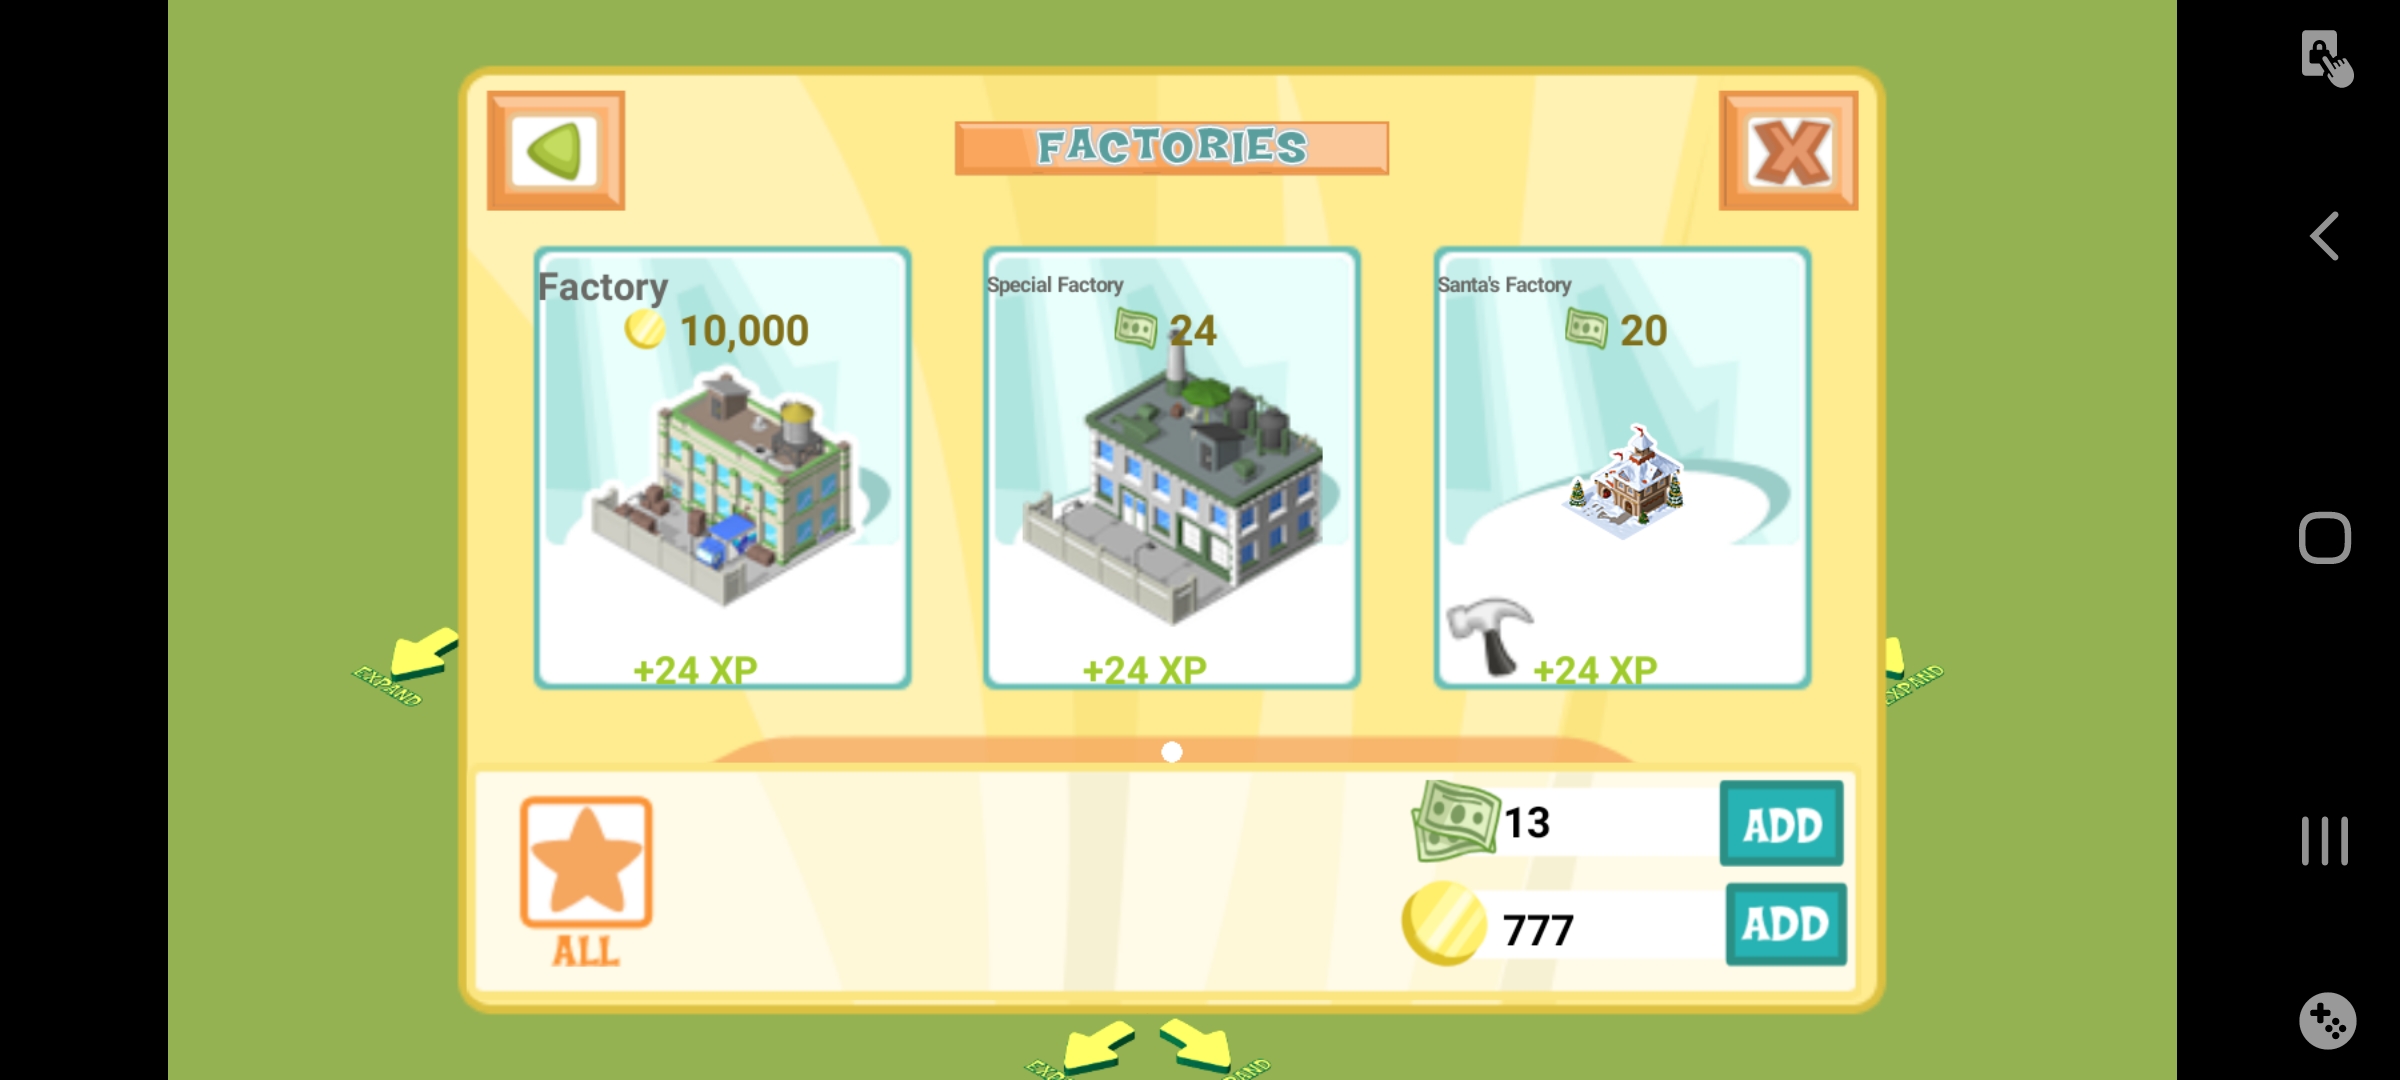 FACTORIES
Factory
10,000
+24 XP
Special Factory
24
+24 XP
Santa's Factory
20
+24 XP
EXPAND
EXPAND
ALL
13
ADD
777
ADD